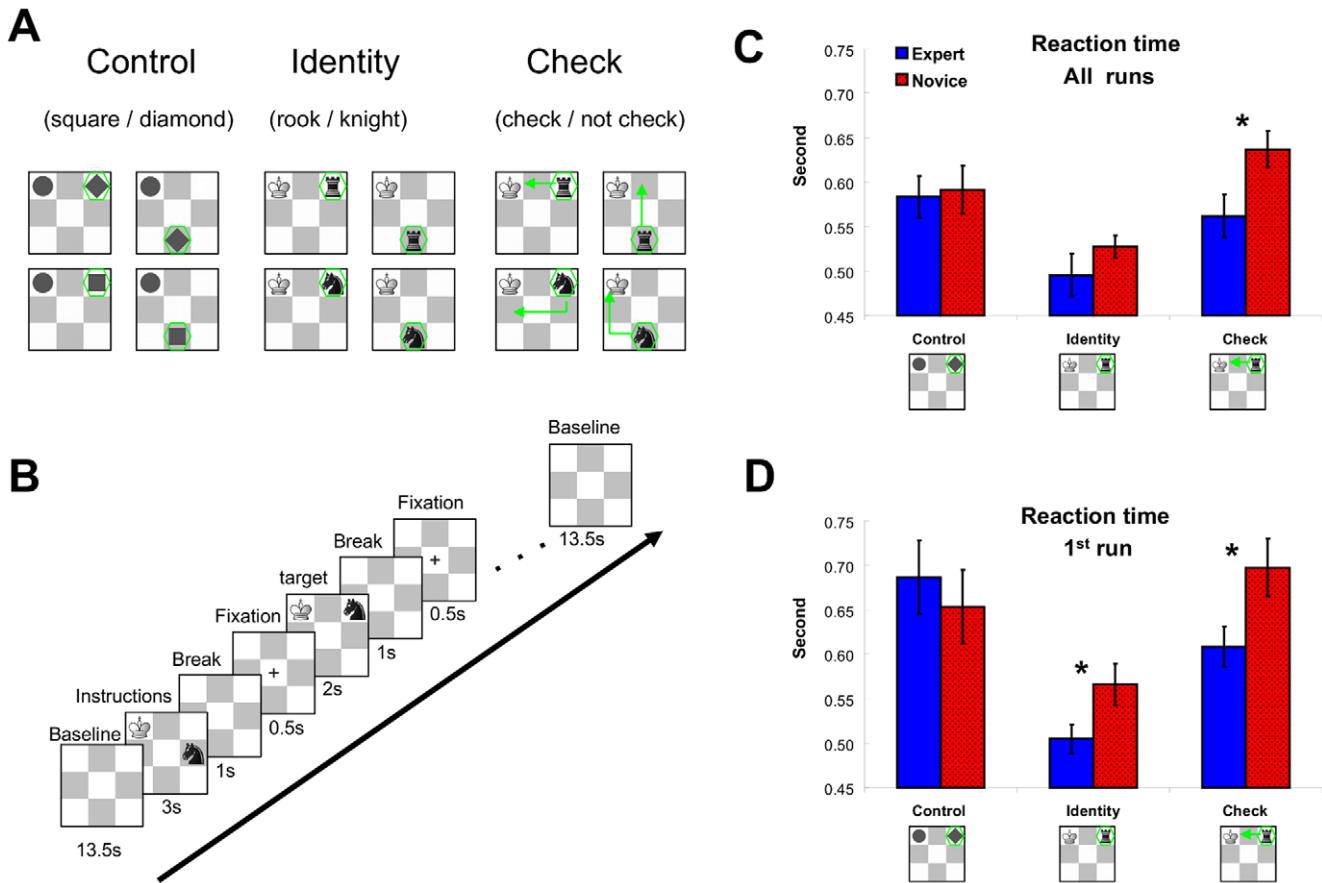 A
Control
Identity
Check
(square / diamond)
(rook / knight)
(check / not check)
B
Baseline
13.5s
Instructions
3s
Break
1s
Fixation
+
0.5s
target
2s
Break
1s
Fixation
+
0.5s
Baseline
13.5s
C
Reaction time
All runs
Expert
Novice
Second
0.75
0.70
0.65
0.60
0.55
0.50
0.45
*
Control
Identity
Check
D
Reaction time
1st run
Second
0.75
0.70
0.65
0.60
0.55
0.50
0.45
*
*
Control
Identity
Check